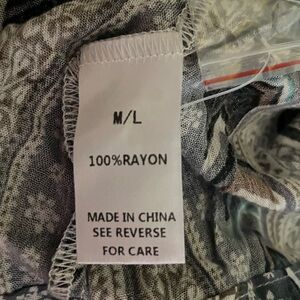 M/L
100%RAYON
MADE IN CHINA
SEE REVERSE
FOR CARE